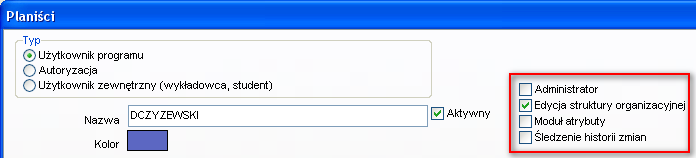 Planiści
Typ
Użytkownik programu
Autoryzacja
Użytkownik zewnętrzny (wykładowca, student)
Administrator
Edycja struktury organizacyjnej
Moduł atrybuty
Śledzenie historii zmian
Nazwa DCZYZEWSKI Aktywny
Kolor